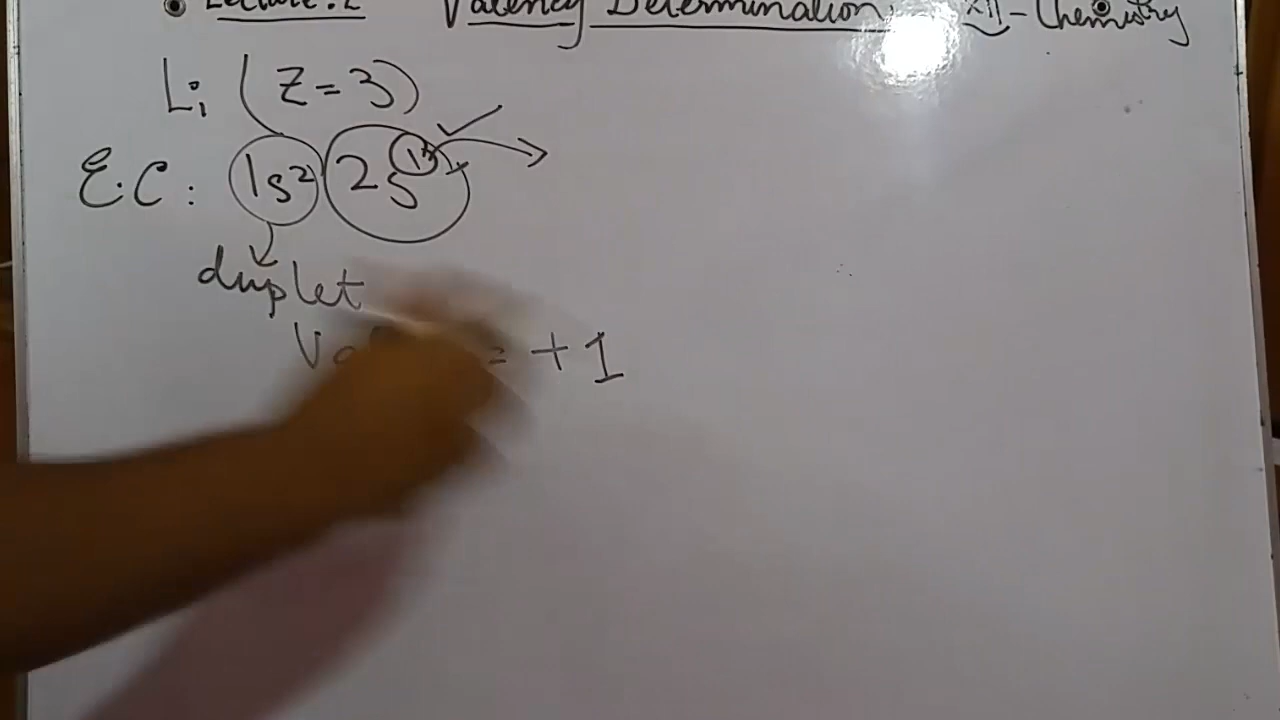 Lecture: 2 Valency Determination. XII - Chemistry
Li (Z = 3)
E.C: 1s² 2s¹
duplet
= +1